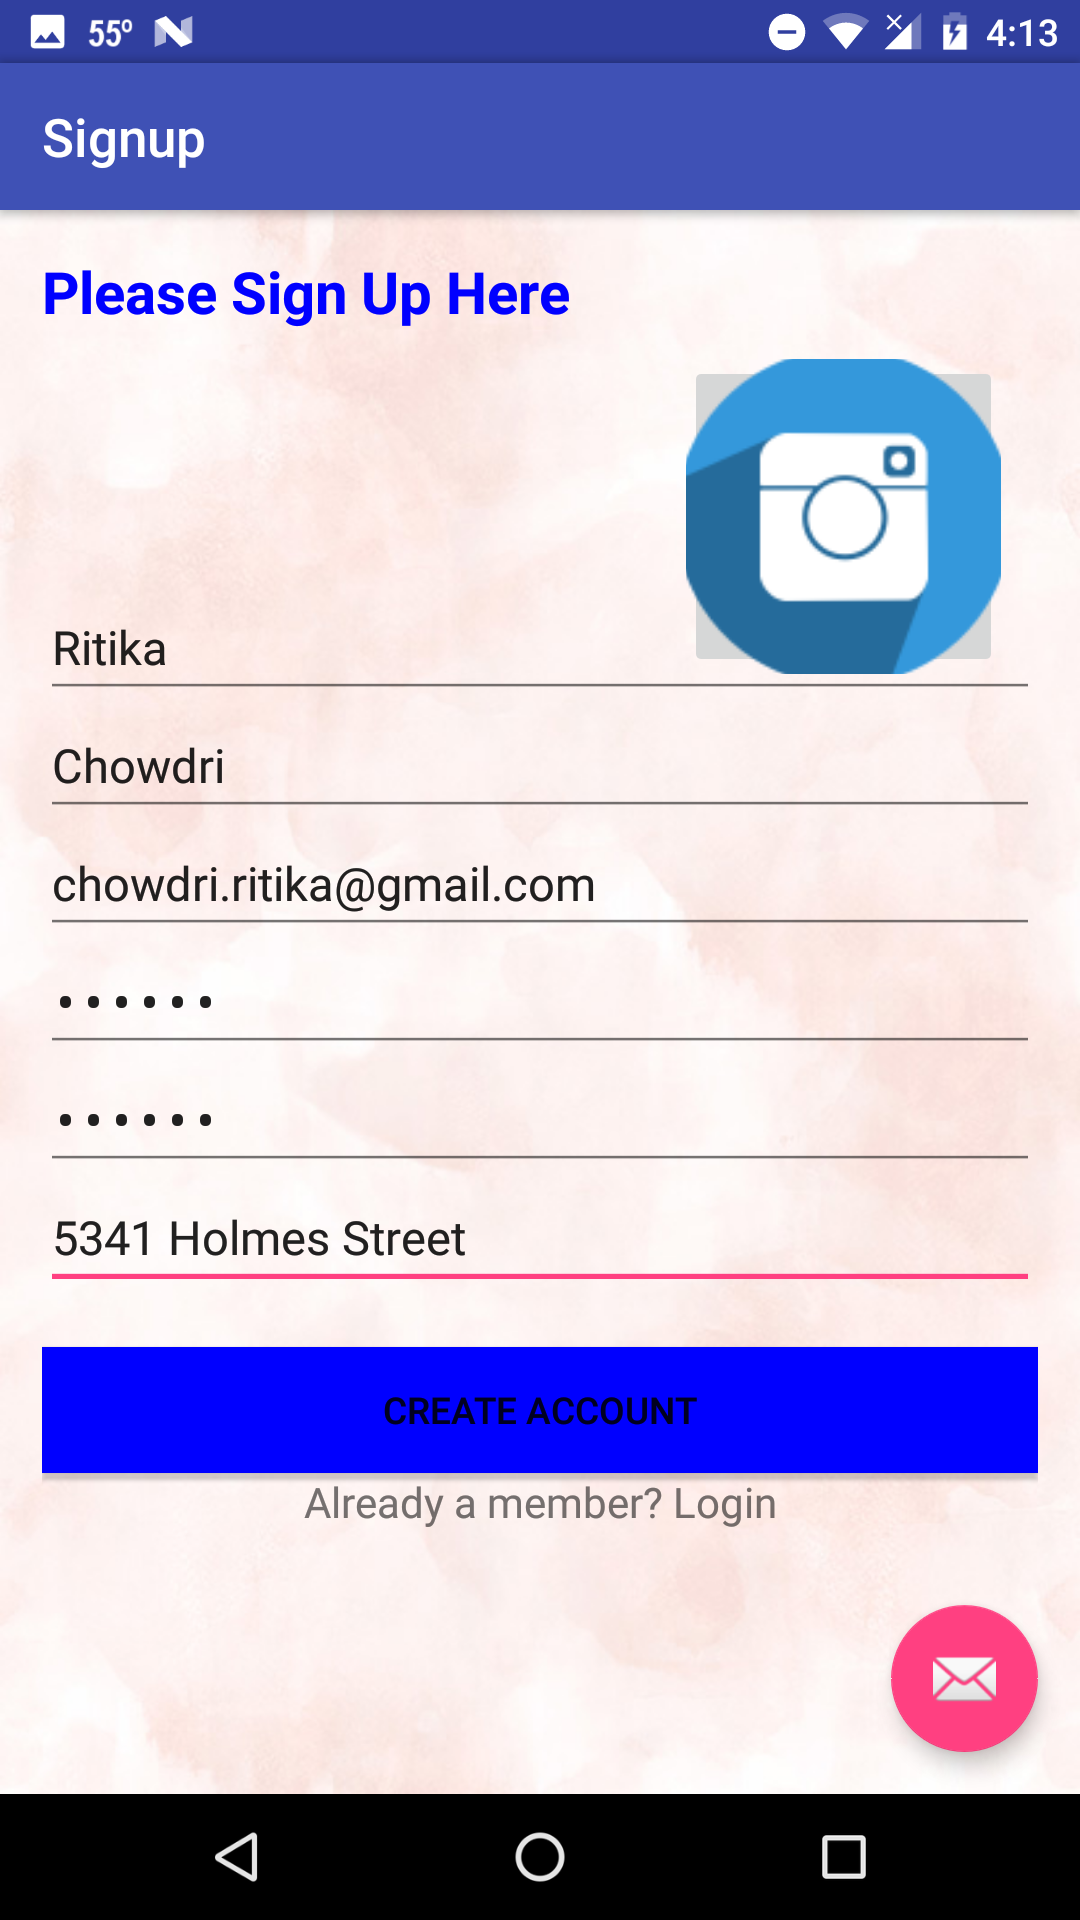 55° 4:13
Signup
Please Sign Up Here
Ritika
Chowdri
chowdri.ritika@gmail.com
••••••
••••••
5341 Holmes Street
CREATE ACCOUNT
Already a member? Login